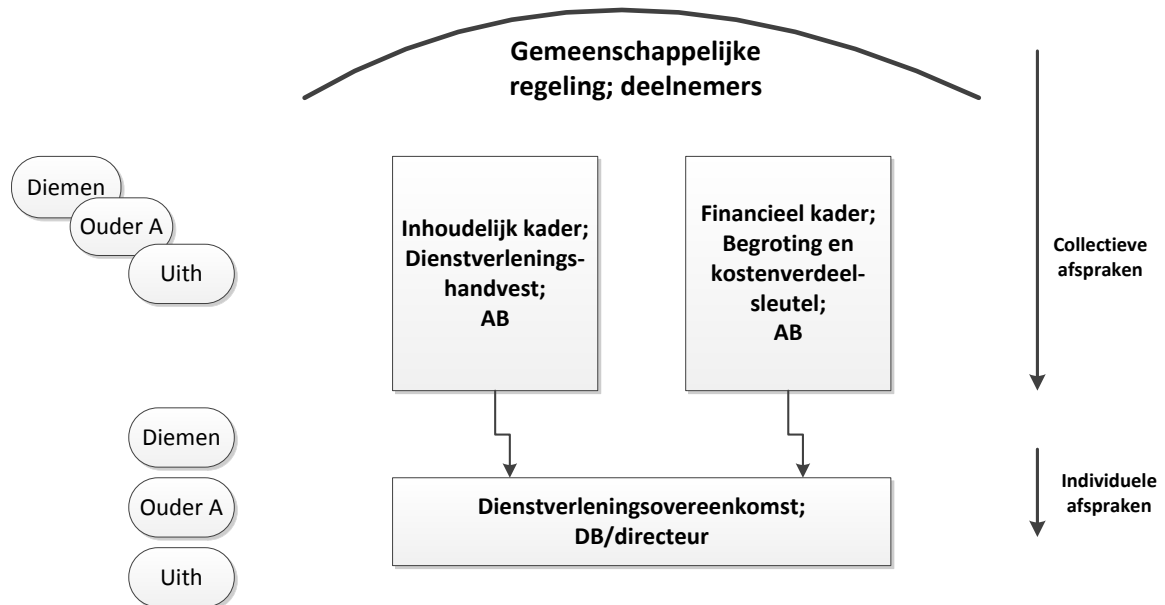 Gemeenschappelijke
regeling; deelnemers
Diemen
Ouder A
Uith
Inhoudelijk kader;
Dienstverlenings-
handvest;
AB
Financieel kader;
Begroting en
kostenverdeel-
sleutel;
AB
Collectieve
afspraken
Diemen
Ouder A
Uith
Dienstverleningsovereenkomst;
DB/directeur
Individuele
afspraken